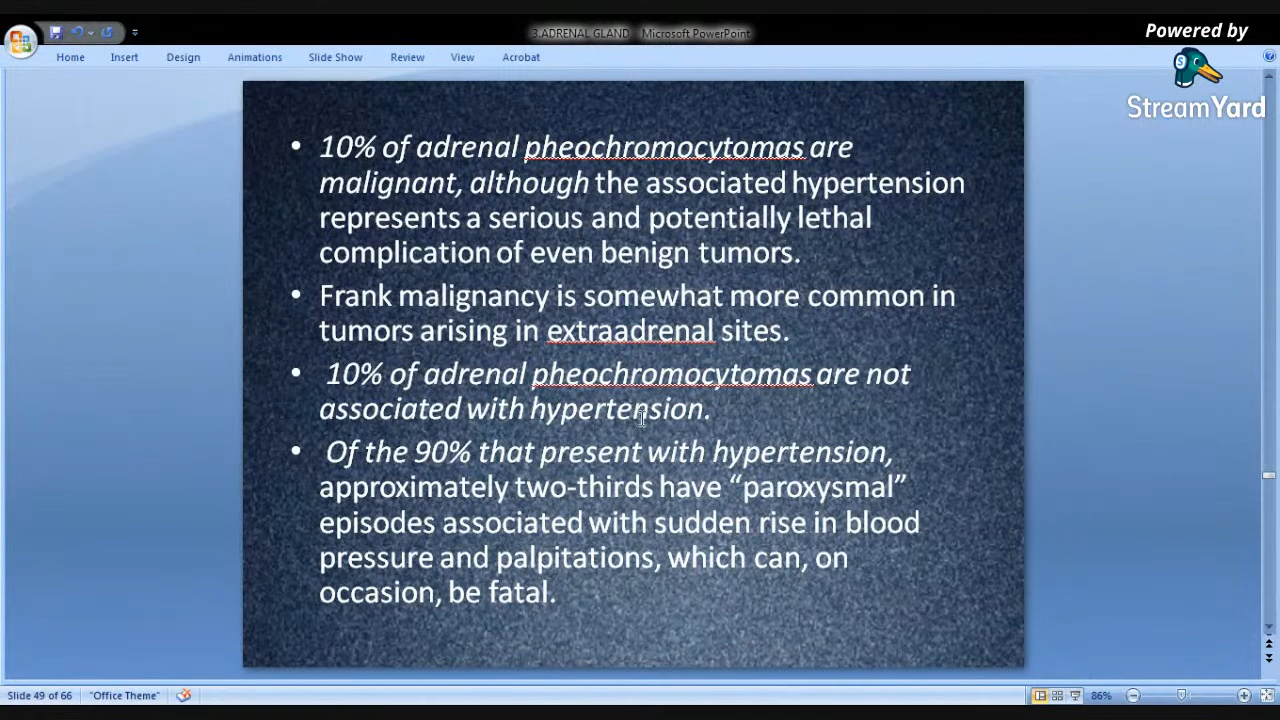 3.ADRENAL GLAND Microsoft PowerPoint
Powered by
Home Insert Design Animations Slide Show Review View Acrobat
StreamYard
• 10% of adrenal pheochromocytomas are
malignant, although the associated hypertension
represents a serious and potentially lethal
complication of even benign tumors.
• Frank malignancy is somewhat more common in
tumors arising in extraadrenal sites.
• 10% of adrenal pheochromocytomas are not
associated with hypertension.
• Of the 90% that present with hypertension,
approximately two-thirds have “paroxysmal”
episodes associated with sudden rise in blood
pressure and palpitations, which can, on
occasion, be fatal.
Slide 49 of 66 "Office Theme" 86%